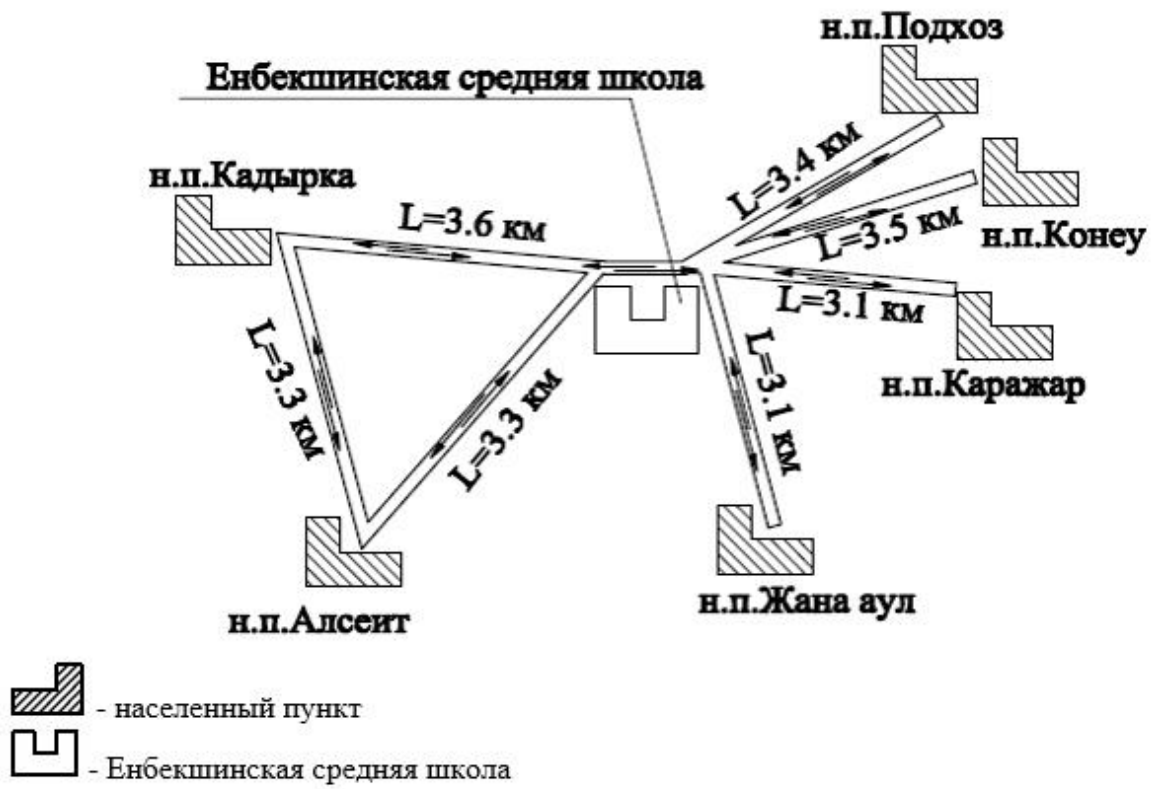 н.п.Подхоз
Енбекшинская средняя школа
н.п.Кадырка
L=3.6 км
L=3.4 км
L=3.5 км
н.п.Конеу
L=3.1 км
н.п.Каражар
L=3.3 км
L=3.3 км
L=3.1 км
н.п.Жана аул
н.п.Алсеит
- населенный пункт
- Енбекшинская средняя школа